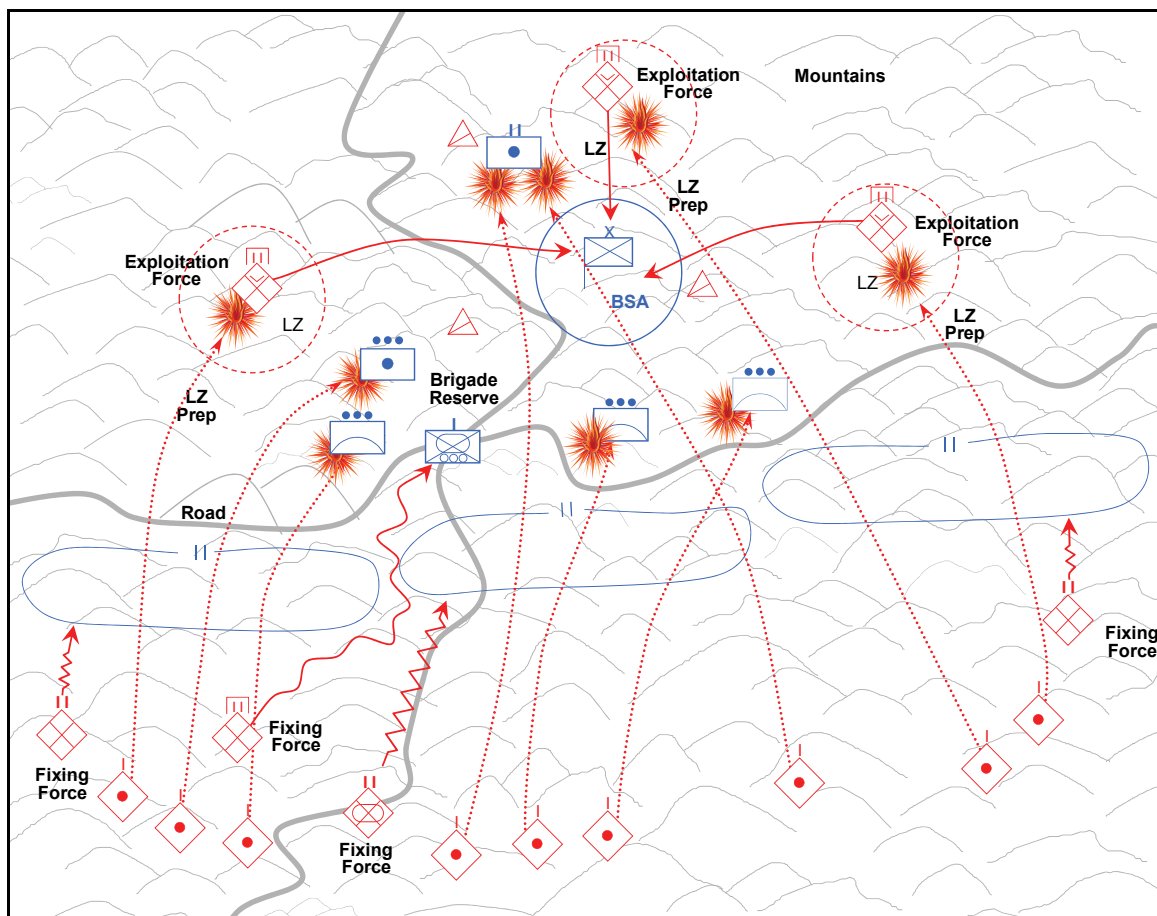 Exploitation
Force
Mountains
LZ
LZ
Prep
X
BSA
Exploitation
Force
LZ
Exploitation
Force
LZ
LZ
Prep
LZ
Prep
Brigade
Reserve
Road
Fixing
Force
Fixing
Force
Fixing
Force
Fixing
Force